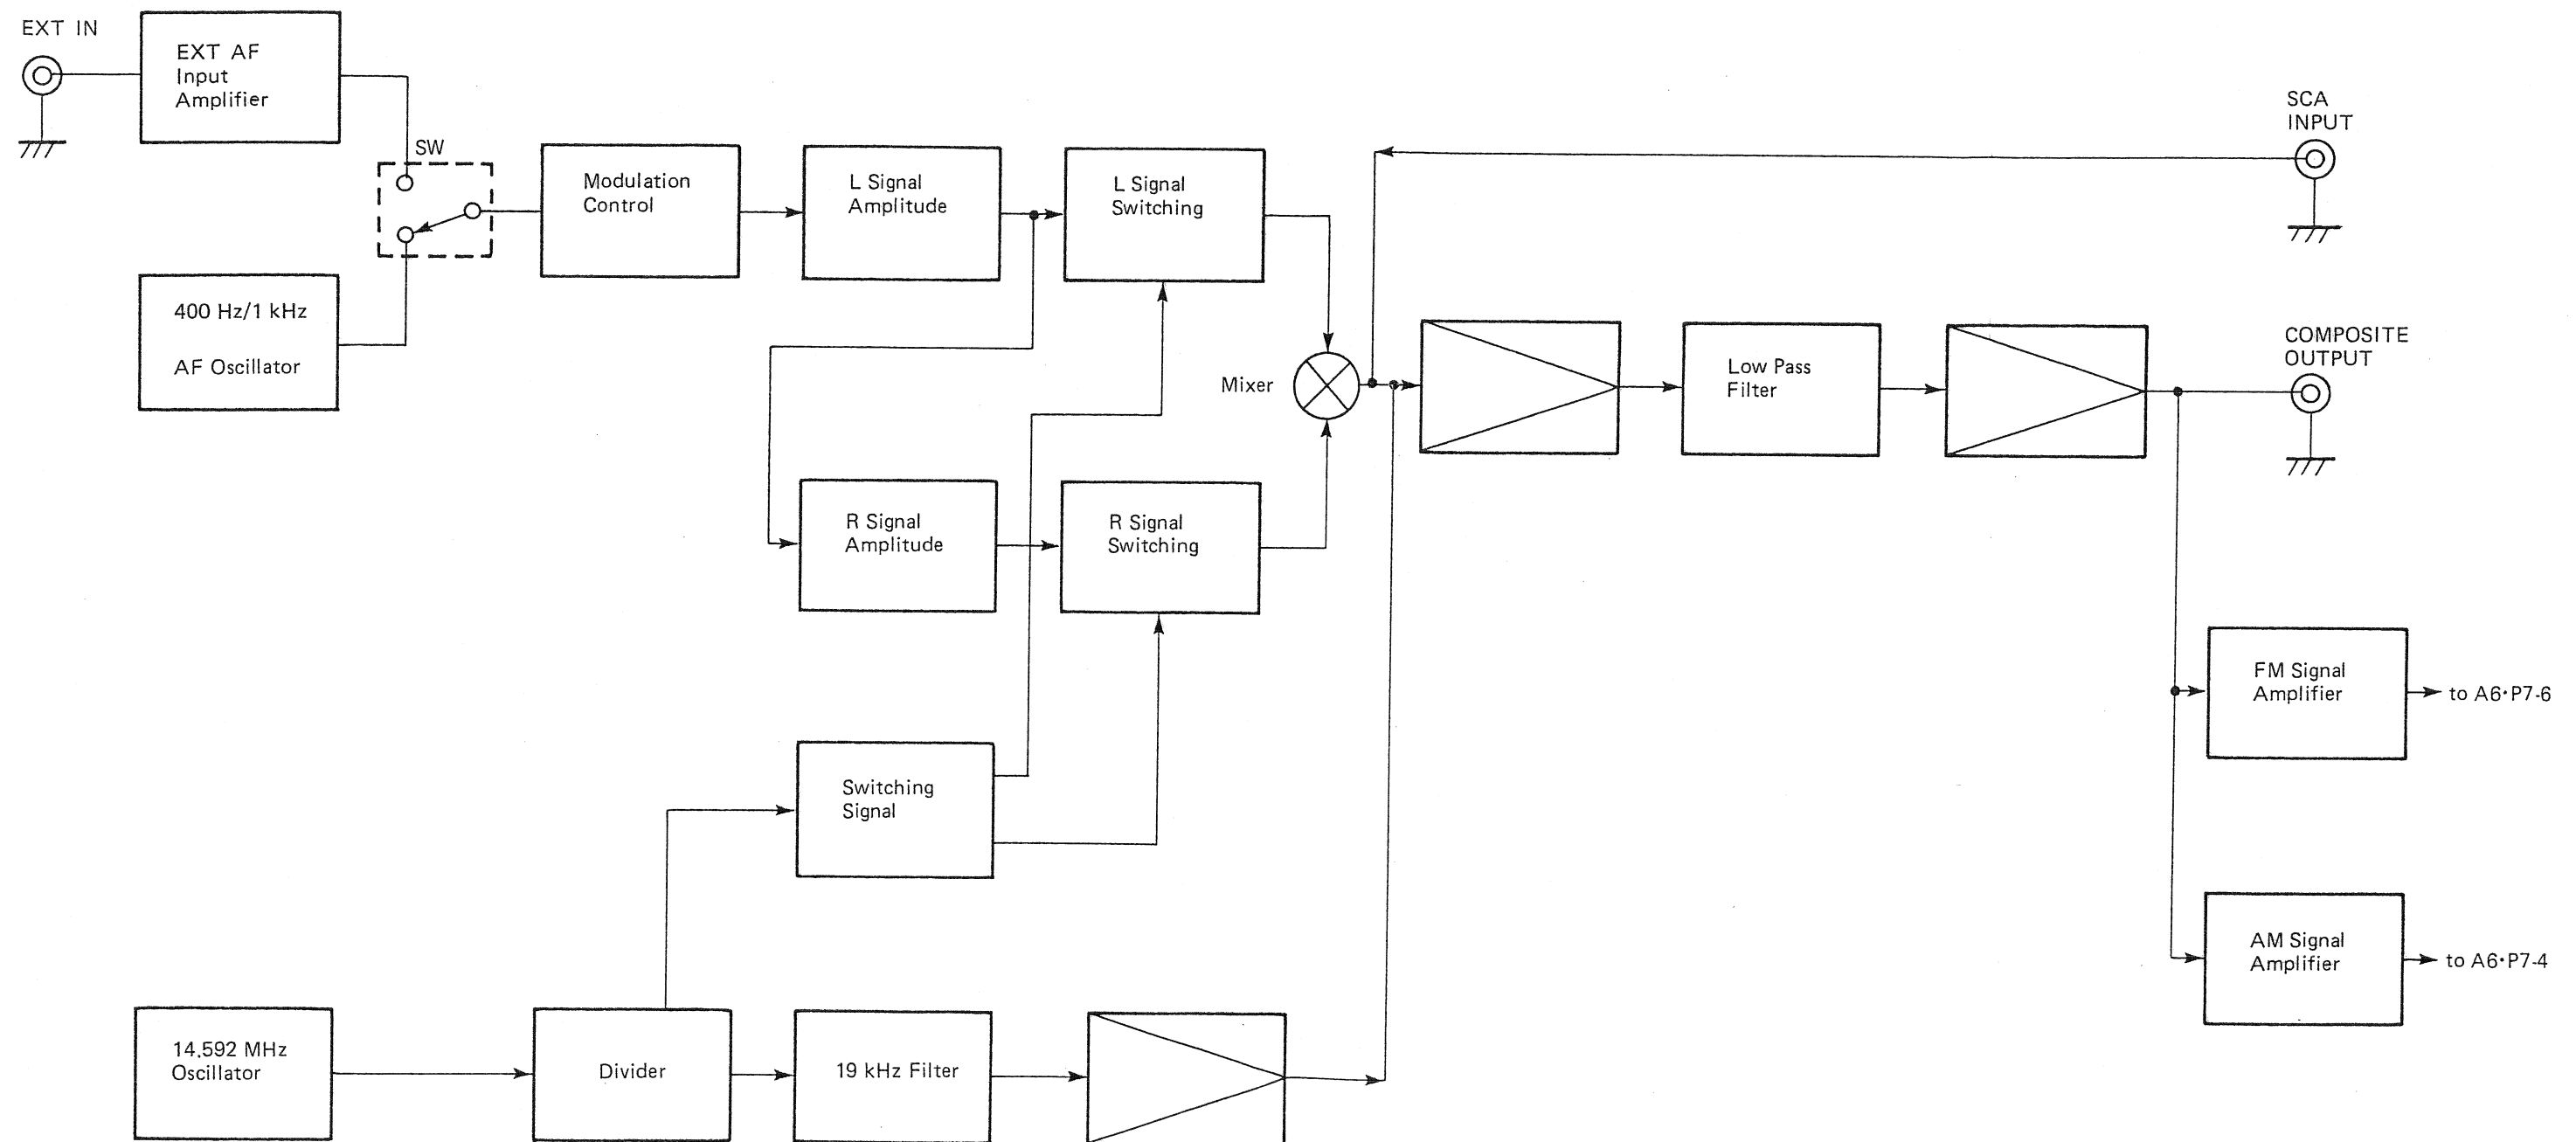 EXT IN
EXT AF
Input
Amplifier
SW
400 Hz/1 kHz
AF Oscillator
Modulation
Control
L Signal
Amplitude
L Signal
Switching
SCA
INPUT
Mixer
Low Pass
Filter
COMPOSITE
OUTPUT
R Signal
Amplitude
R Signal
Switching
FM Signal
Amplifier
to A6·P7-6
Switching
Signal
AM Signal
Amplifier
to A6·P7-4
14.592 MHz
Oscillator
Divider
19 kHz Filter